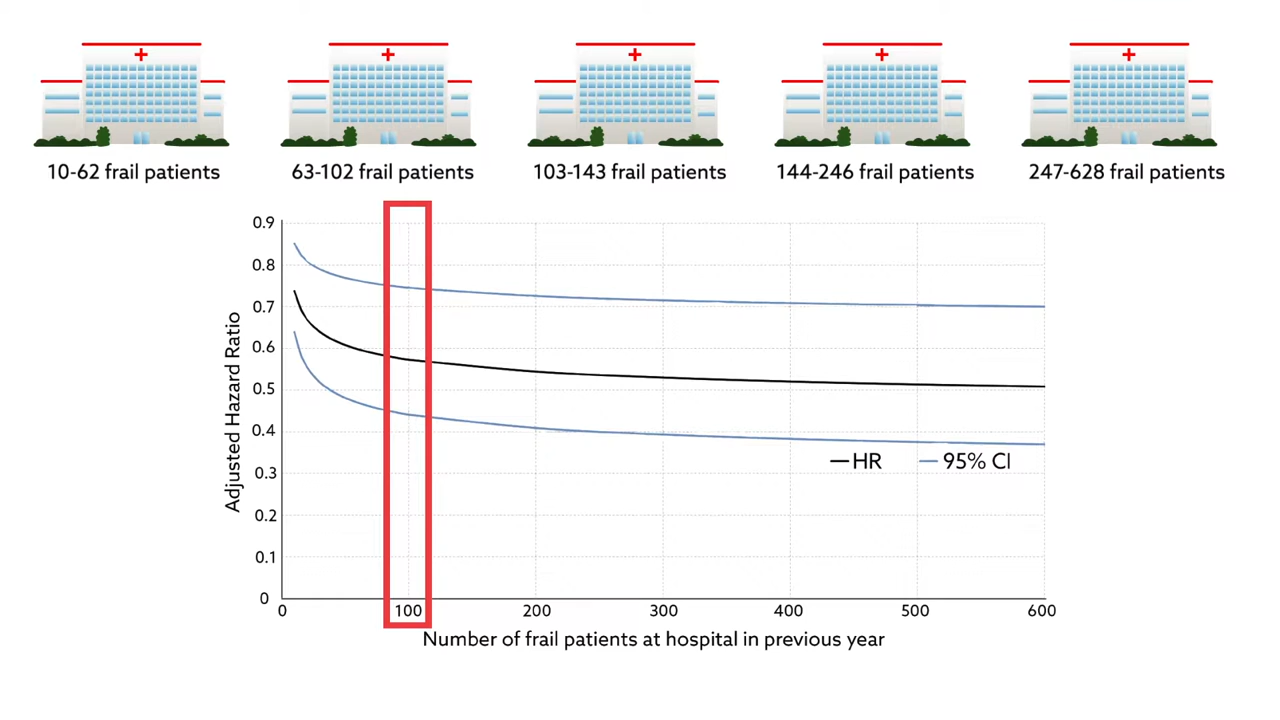 10-62 frail patients
63-102 frail patients
103-143 frail patients
144-246 frail patients
247-628 frail patients
0.9
0.8
0.7
0.6
0.5
0.4
0.3
0.2
0.1
0
Adjusted Hazard Ratio
HR
95% CI
0 100 200 300 400 500 600
Number of frail patients at hospital in previous year